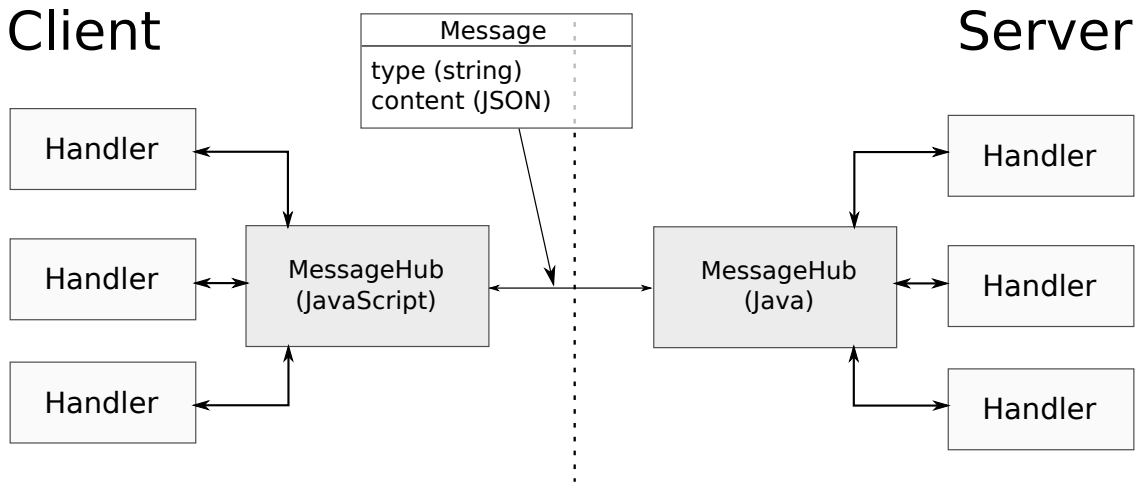 Client
Message
Server
type (string)
content (JSON)
Handler
Handler
Handler
MessageHub
(JavaScript)
MessageHub
(Java)
Handler
Handler
Handler